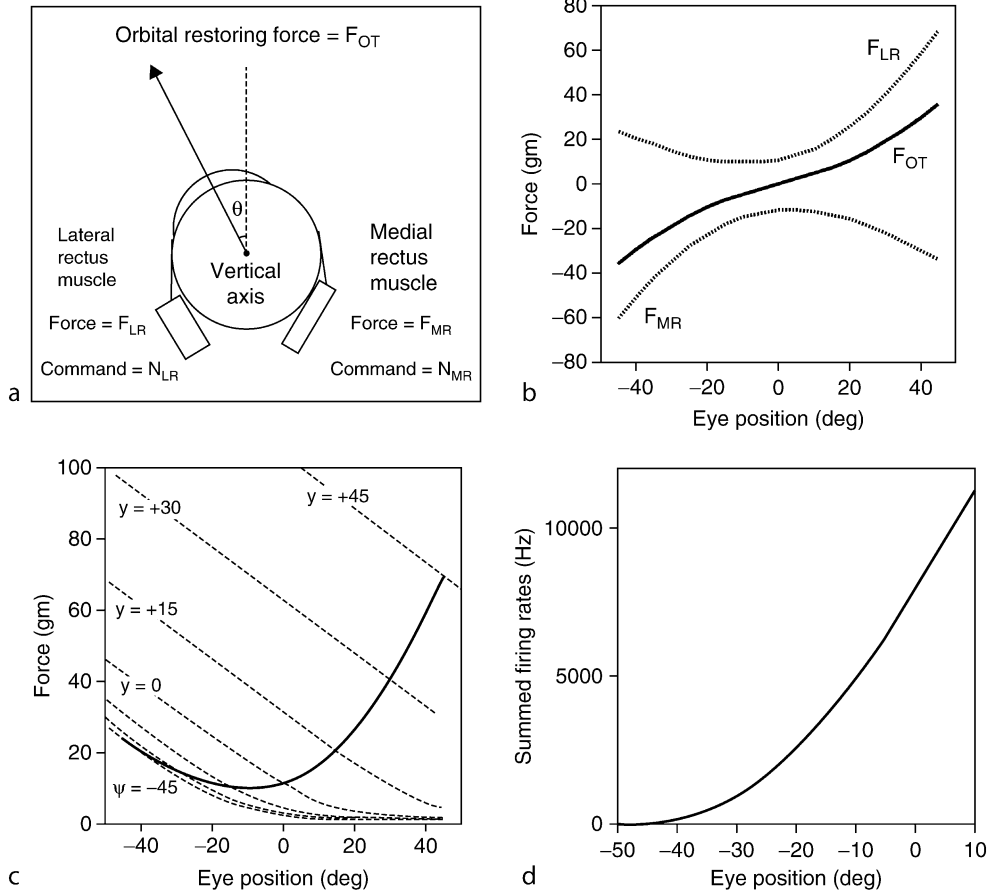 Orbital restoring force = F_OT
θ
Lateral
rectus
muscle
Vertical
axis
Medial
rectus
muscle
Force = F_LR
Force = F_MR
Command = N_LR
Command = N_MR
a
80
60
40
20
0
−20
−40
−60
−80
Force (gm)
F_LR
F_OT
F_MR
−40
−20
0
20
40
Eye position (deg)
b
100
80
60
40
20
0
Force (gm)
y = +45
y = +30
y = +15
y = 0
ψ = −45
−40
−20
0
20
40
Eye position (deg)
c
10000
5000
0
Summed firing rates (Hz)
−50
−40
−30
−20
−10
0
10
Eye position (deg)
d